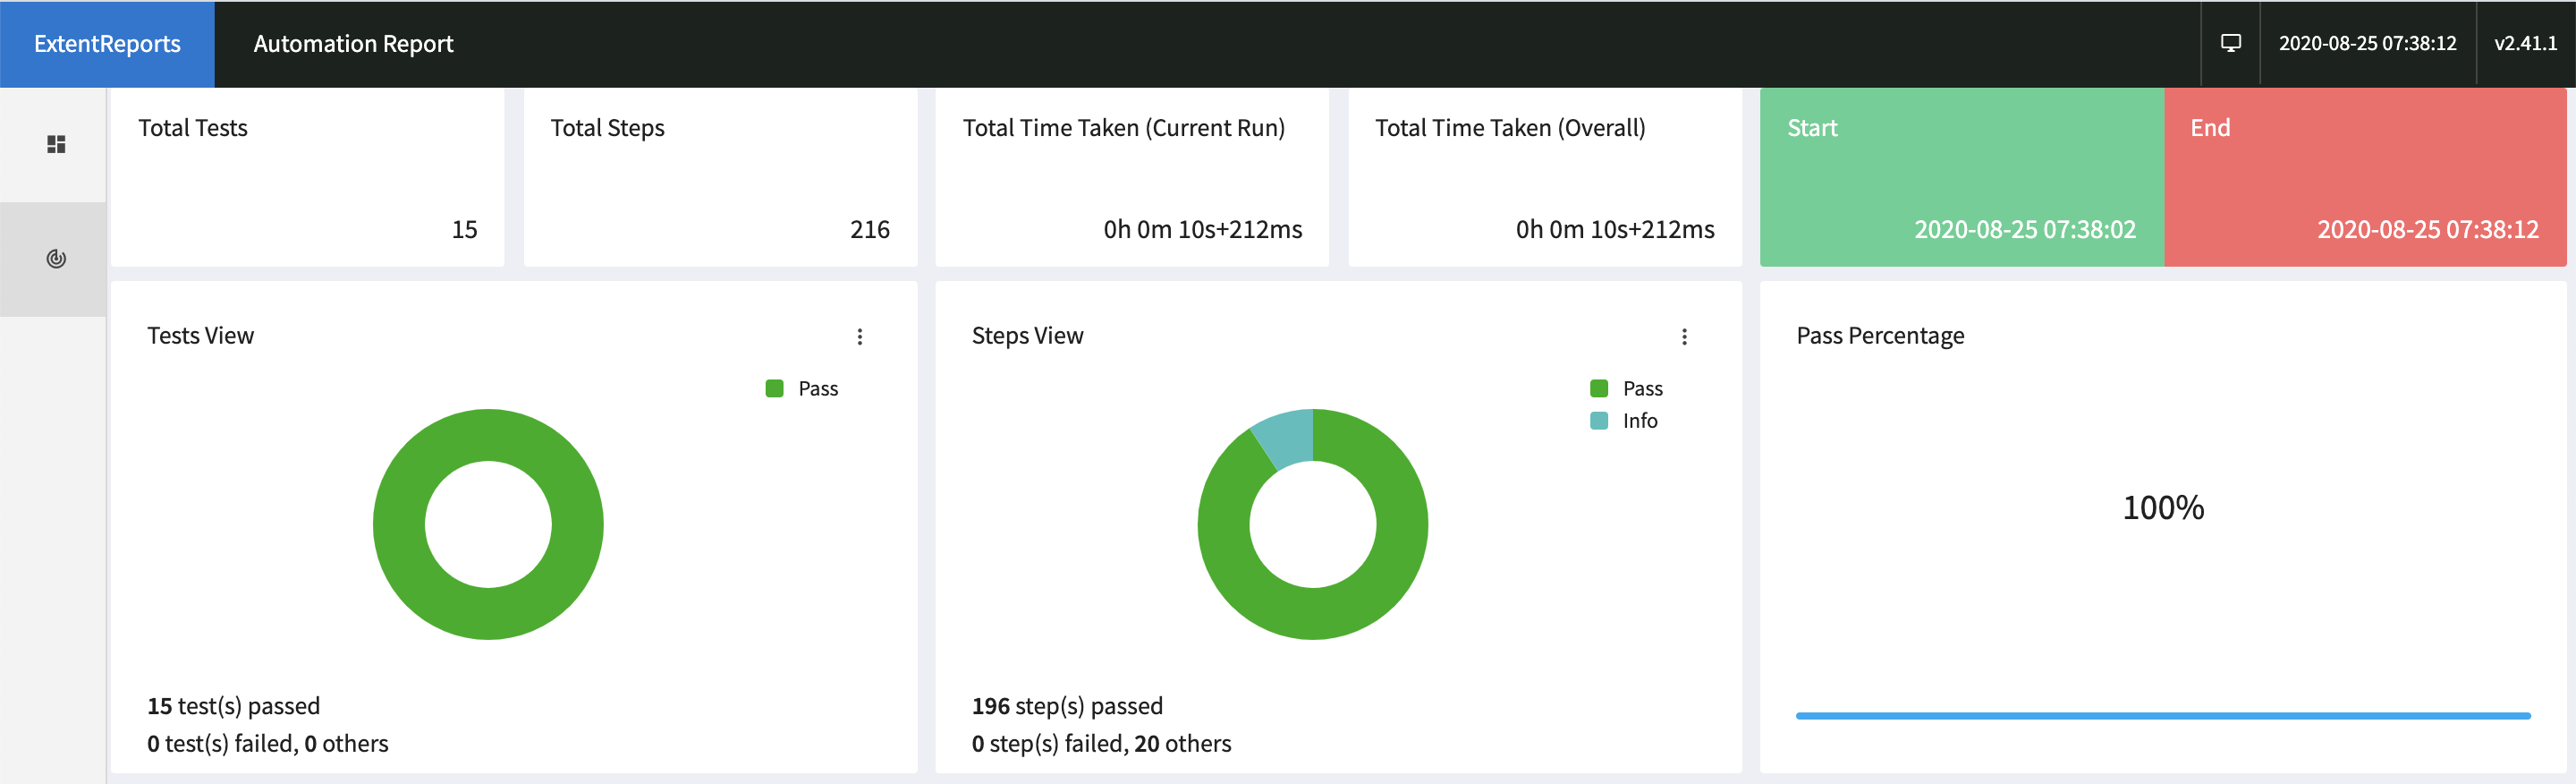 ExtentReports
Automation Report
2020-08-25 07:38:12
v2.41.1
Total Tests
15
Total Steps
216
Total Time Taken (Current Run)
0h 0m 10s+212ms
Total Time Taken (Overall)
0h 0m 10s+212ms
Start
2020-08-25 07:38:02
End
2020-08-25 07:38:12
Tests View
Pass
15 test(s) passed
0 test(s) failed, 0 others
Steps View
Pass
Info
196 step(s) passed
0 step(s) failed, 20 others
Pass Percentage
100%